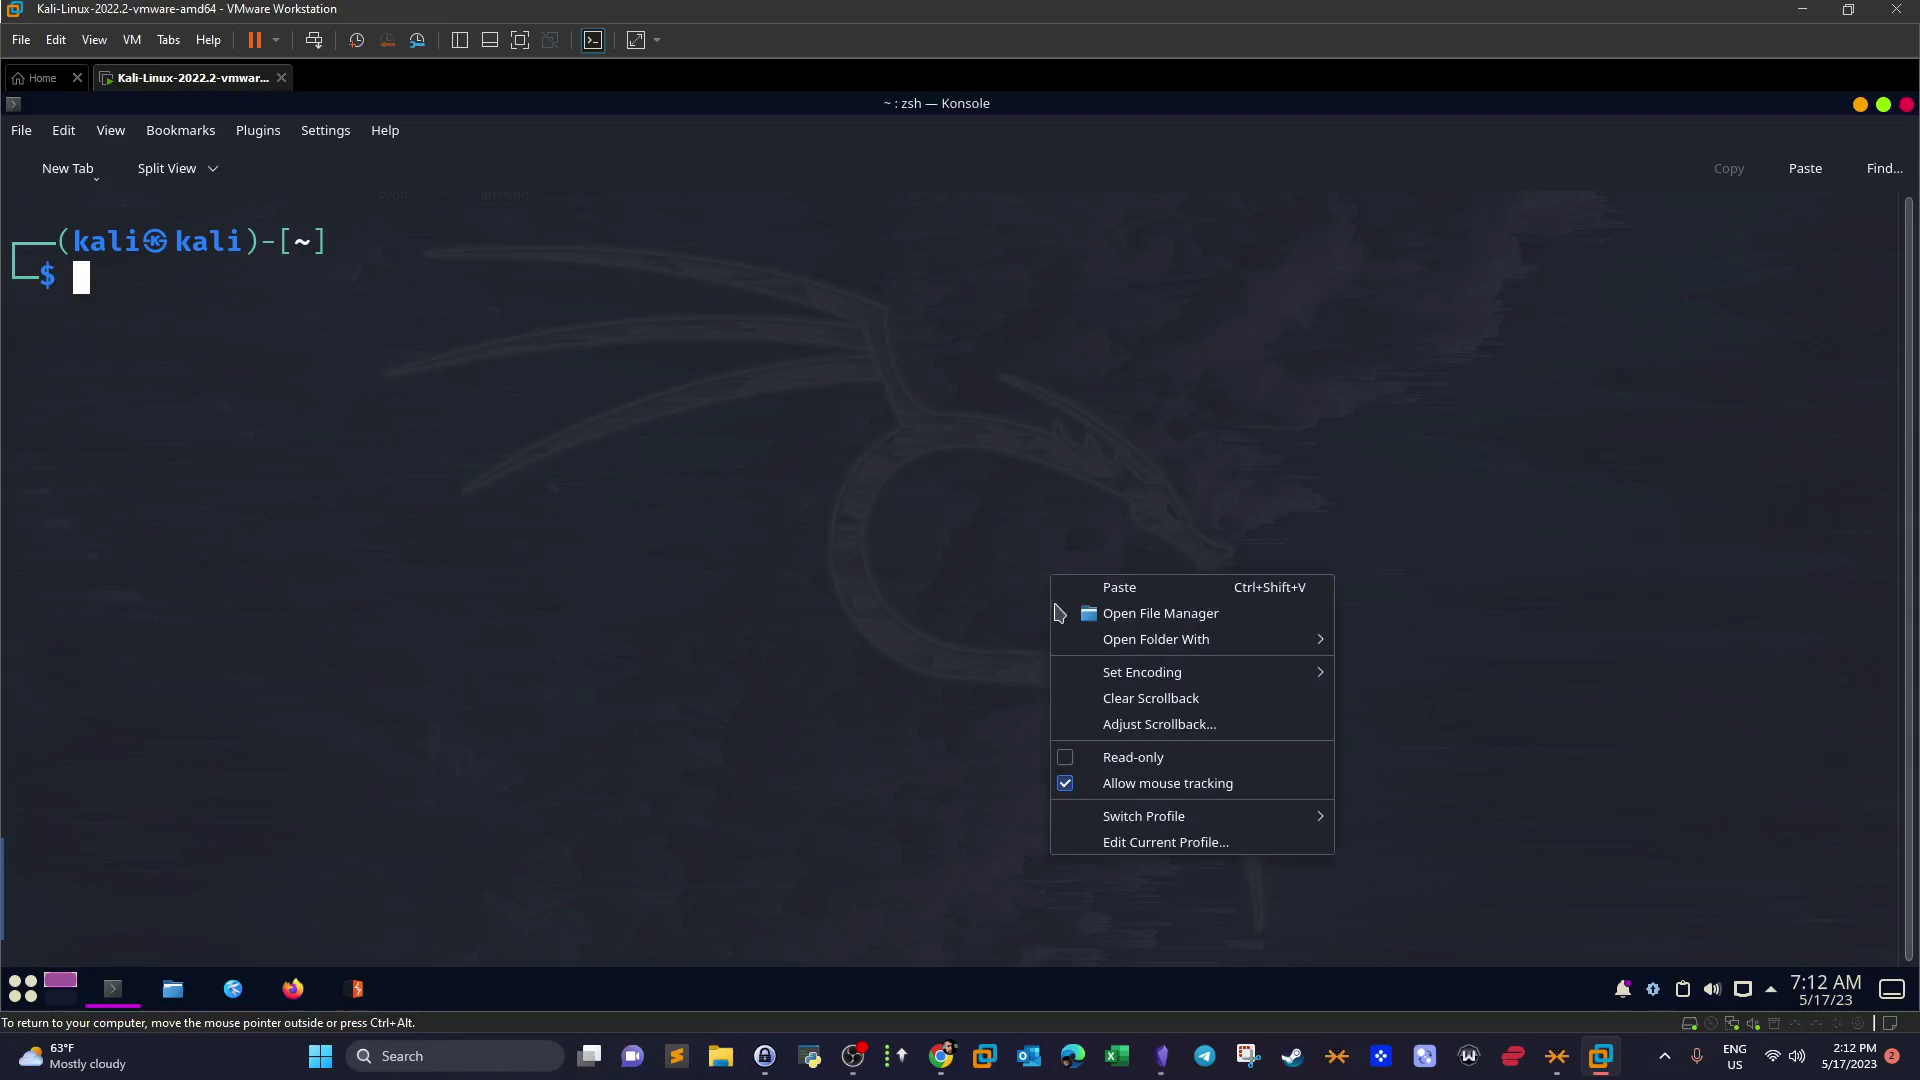 Kali-Linux-2022.2-vmware-amd64 - VMware Workstation
File Edit View VM Tabs Help
Home Kali-Linux-2022.2-vmwar...
~ : zsh — Konsole
File Edit View Bookmarks Plugins Settings Help
New Tab Split View Copy Paste Find...
(kali㉿kali)-[~]
$
Paste Ctrl+Shift+V
Open File Manager
Open Folder With
Set Encoding
Clear Scrollback
Adjust Scrollback...
Read-only
Allow mouse tracking
Switch Profile
Edit Current Profile...
7:12 AM
5/17/23
To return to your computer, move the mouse pointer outside or press Ctrl+Alt.
63°F
Mostly cloudy
Search
ENG
US
2:12 PM
5/17/2023
2